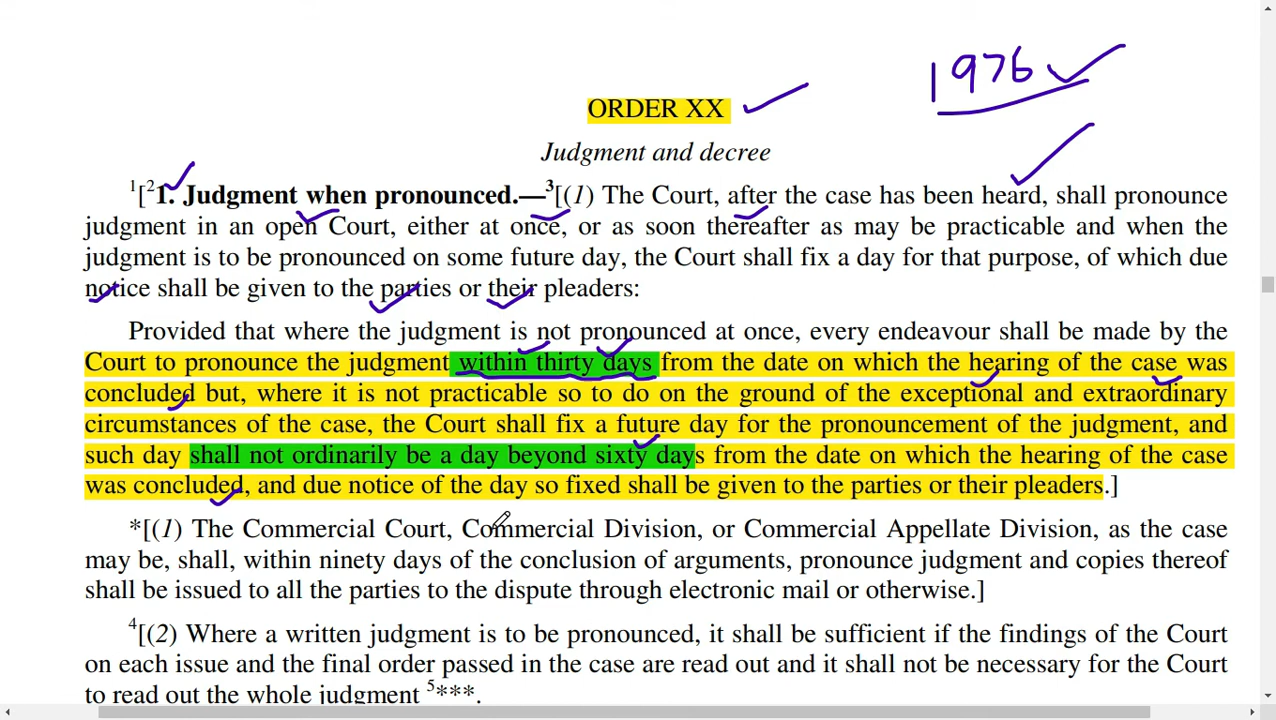 1976
ORDER XX
Judgment and decree
1[21. Judgment when pronounced.—3[(1) The Court, after the case has been heard, shall pronounce
judgment in an open Court, either at once, or as soon thereafter as may be practicable and when the
judgment is to be pronounced on some future day, the Court shall fix a day for that purpose, of which due
notice shall be given to the parties or their pleaders:
Provided that where the judgment is not pronounced at once, every endeavour shall be made by the
Court to pronounce the judgment within thirty days from the date on which the hearing of the case was
concluded but, where it is not practicable so to do on the ground of the exceptional and extraordinary
circumstances of the case, the Court shall fix a future day for the pronouncement of the judgment, and
such day shall not ordinarily be a day beyond sixty days from the date on which the hearing of the case
was concluded, and due notice of the day so fixed shall be given to the parties or their pleaders.]
*[(1) The Commercial Court, Commercial Division, or Commercial Appellate Division, as the case
may be, shall, within ninety days of the conclusion of arguments, pronounce judgment and copies thereof
shall be issued to all the parties to the dispute through electronic mail or otherwise.]
4[(2) Where a written judgment is to be pronounced, it shall be sufficient if the findings of the Court
on each issue and the final order passed in the case are read out and it shall not be necessary for the Court
to read out the whole judgment 5***.